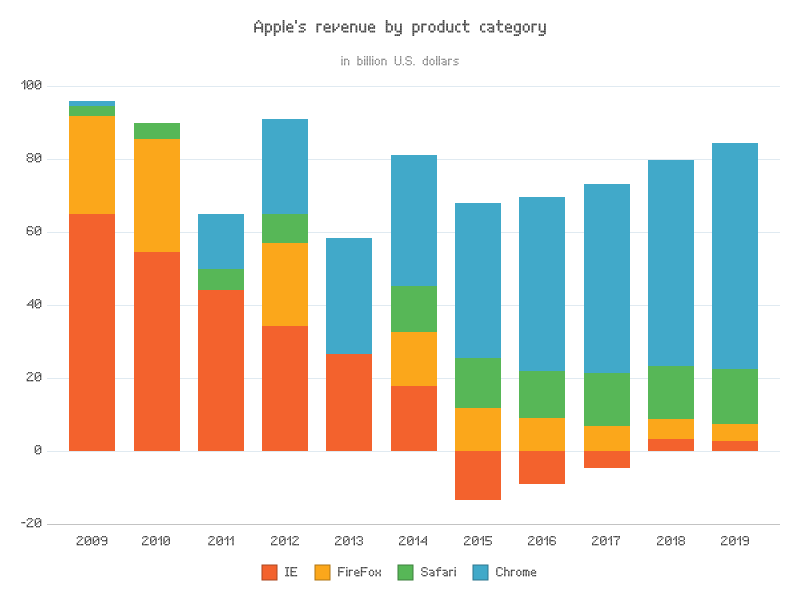 Apple's revenue by product category
in billion U.S. dollars
100
80
60
40
20
0
-20
2009 2010 2011 2012 2013 2014 2015 2016 2017 2018 2019
IE FireFox Safari Chrome